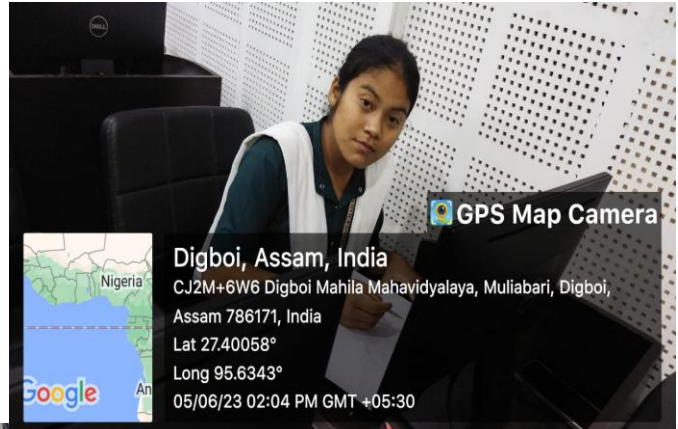 DELL
GPS Map Camera
Digboi, Assam, India
CJ2M+6W6 Digboi Mahila Mahavidyalaya, Muliabari, Digboi,
Assam 786171, India
Lat 27.40058°
Long 95.6343°
05/06/23 02:04 PM GMT +05:30
Nigeria
An
Google